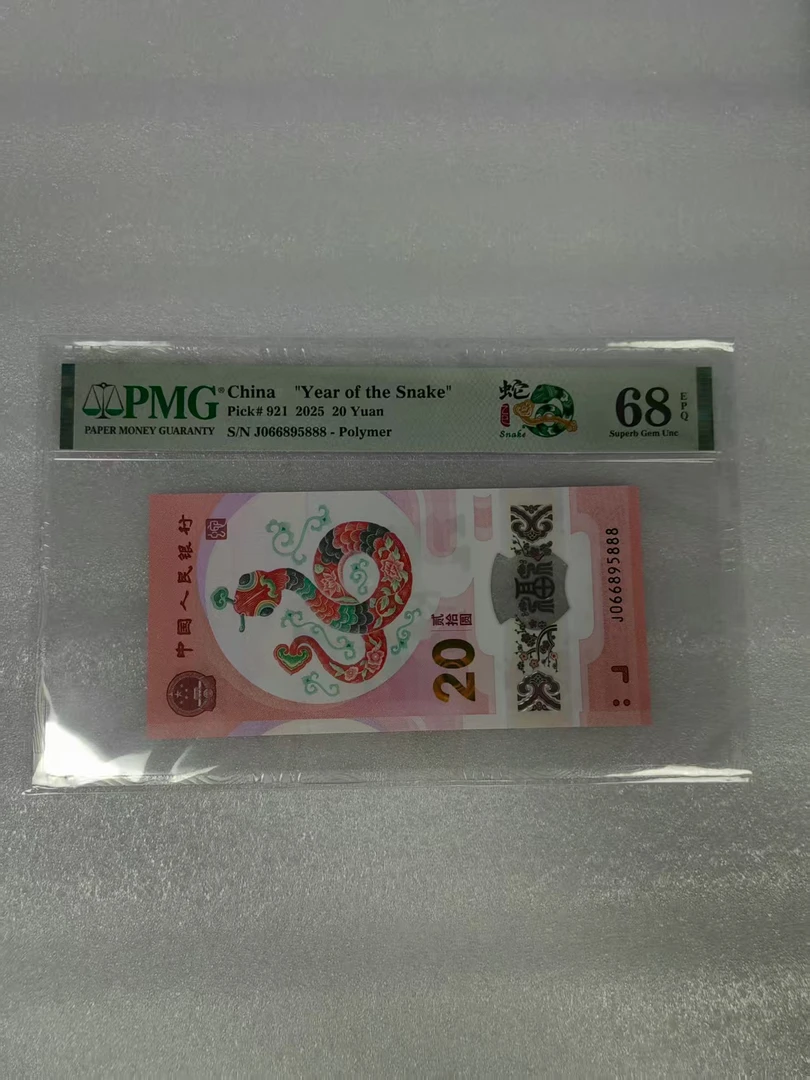 PMG®
PAPER MONEY GUARANTY
China "Year of the Snake"
Pick# 921 2025 20 Yuan
S/N J066895888 - Polymer
蛇
Snake
68
EPQ
Superb Gem Unc
中国人民银行
贰拾圆
20
福
J066895888